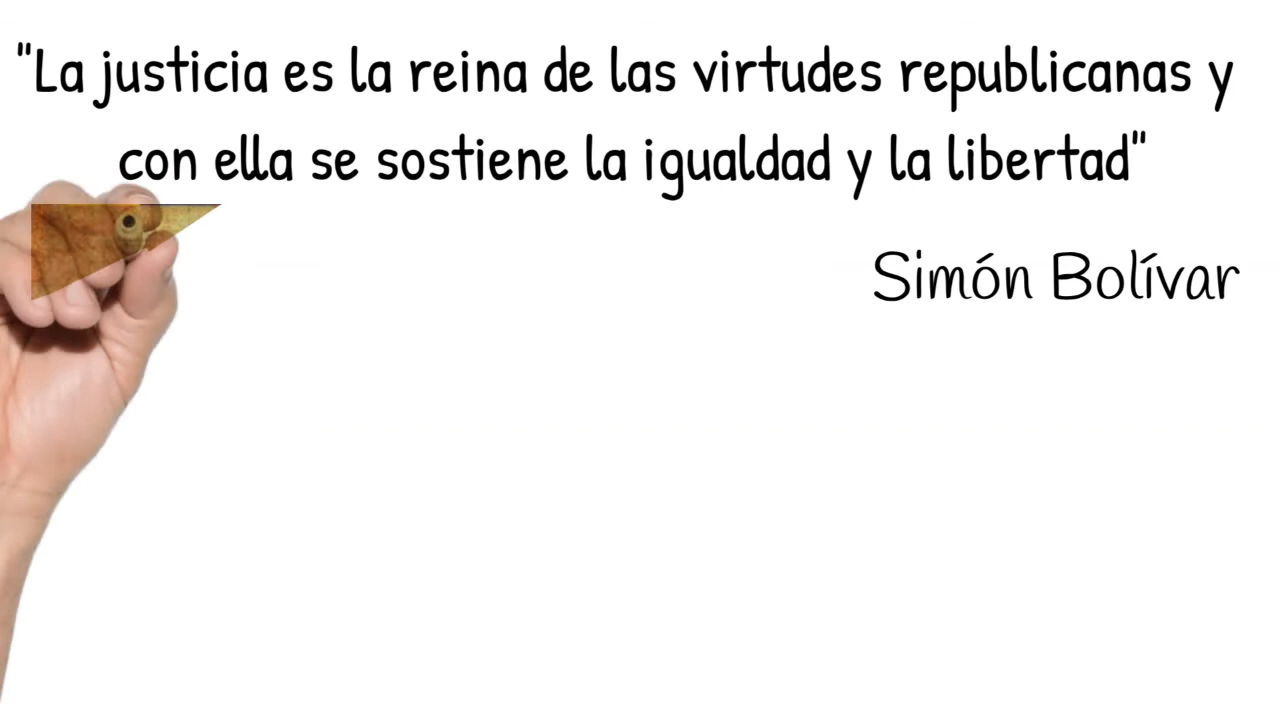 "La justicia es la reina de las virtudes republicanas y
con ella se sostiene la igualdad y la libertad"
Simón Bolívar